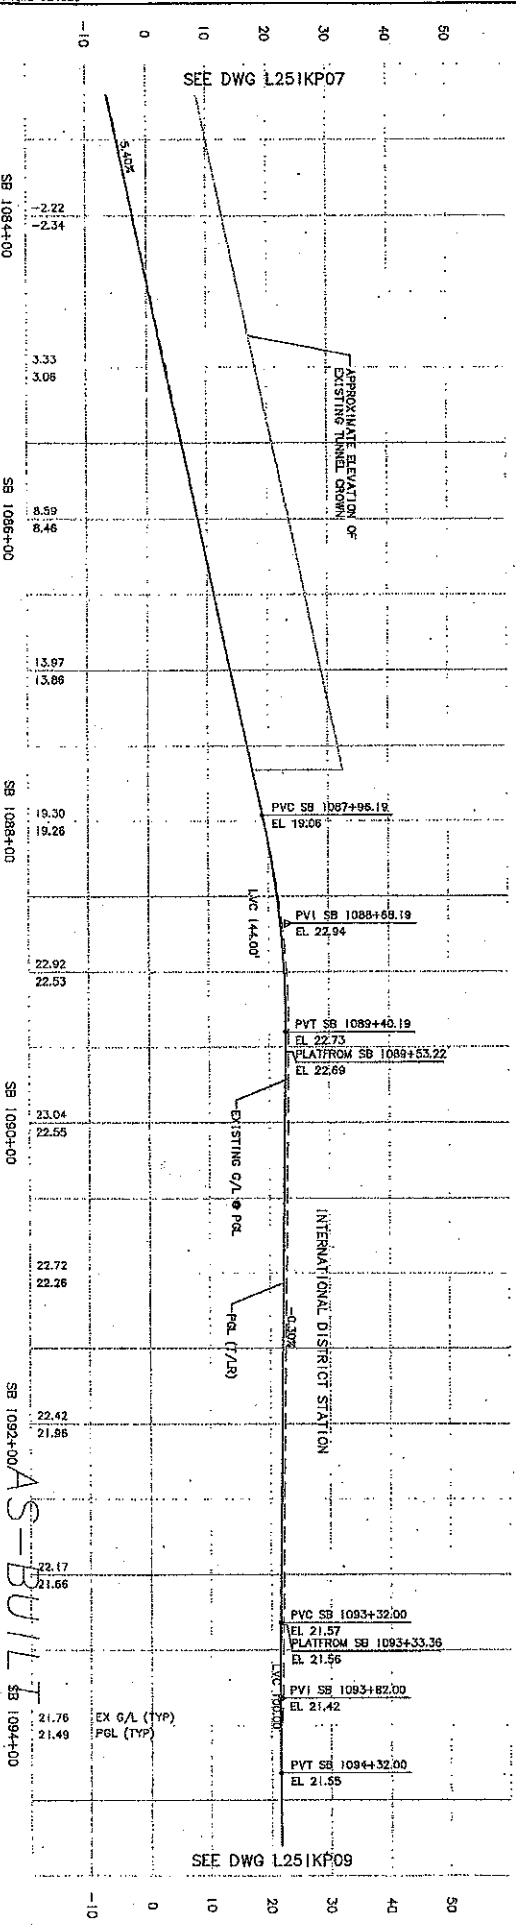 -10
0
10
20
30
40
50
SEE DWG L251KP07
5.40%
APPROXIMATE ELEVATION OF
EXISTING TUNNEL CROWN
SB 1084+00
-2.22
-2.34
3.33
3.06
SB 1086+00
8.59
8.46
13.97
13.86
SB 1088+00
19.30
19.26
PVC SB 1087+96.19
EL 19.06
LVC 144.00'
PVI SB 1088+68.19
EL 22.94
22.92
22.53
PVT SB 1089+40.19
EL 22.73
PLATFROM SB 1089+53.22
EL 22.69
SB 1090+00
23.04
22.55
EXISTING G/L @ PGL
INTERNATIONAL DISTRICT STATION
22.72
22.26
PGL (T/LR)
-0.30%
SB 1092+00
22.42
21.96
AS-BUILT
22.17
21.66
PVC SB 1093+32.00
EL 21.57
PLATFROM SB 1093+33.36
EL 21.56
LVC 100.00'
PVI SB 1093+82.00
EL 21.42
SB 1094+00
21.76 EX G/L (TYP)
21.49 PGL (TYP)
PVT SB 1094+32.00
EL 21.55
SEE DWG L251KP09
-10
0
10
20
30
40
50